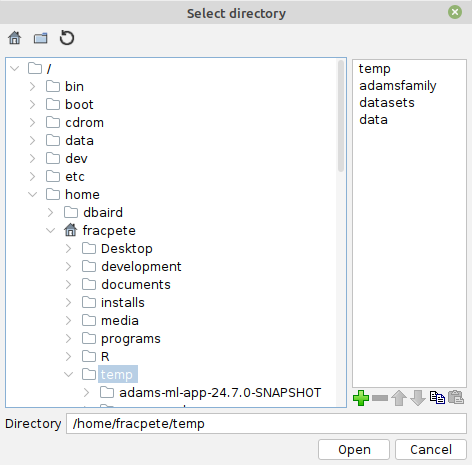 Select directory
/
bin
boot
cdrom
data
dev
etc
home
dbaird
fracpete
Desktop
development
documents
installs
media
programs
R
temp
adams-ml-app-24.7.0-SNAPSHOT
temp
adamsfamily
datasets
data
Directory /home/fracpete/temp
Open Cancel